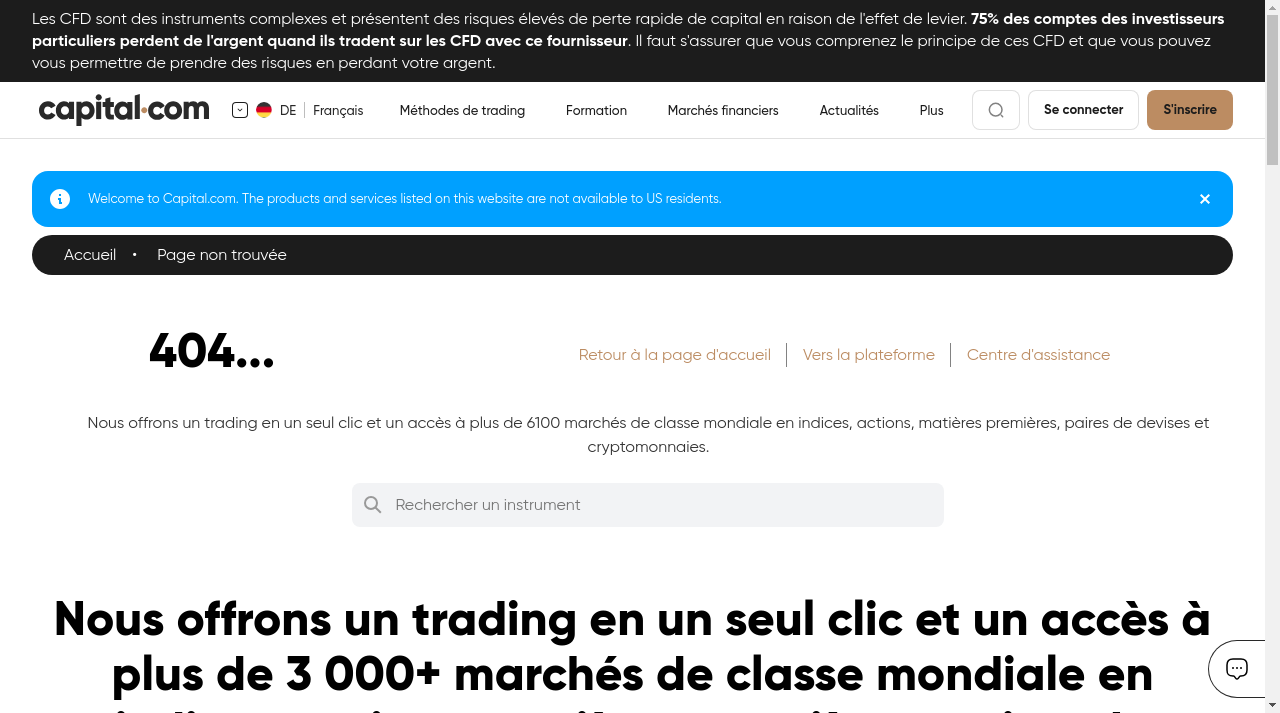 Les CFD sont des instruments complexes et présentent des risques élevés de perte rapide de capital en raison de l'effet de levier. 75% des comptes des investisseurs
particuliers perdent de l'argent quand ils tradent sur les CFD avec ce fournisseur. Il faut s'assurer que vous comprenez le principe de ces CFD et que vous pouvez
vous permettre de prendre des risques en perdant votre argent.
capital.com DE Français Méthodes de trading Formation Marchés financiers Actualités Plus Se connecter S'inscrire
Welcome to Capital.com. The products and services listed on this website are not available to US residents.
Accueil • Page non trouvée
404... Retour à la page d'accueil Vers la plateforme Centre d'assistance
Nous offrons un trading en un seul clic et un accès à plus de 6100 marchés de classe mondiale en indices, actions, matières premières, paires de devises et
cryptomonnaies.
Rechercher un instrument
Nous offrons un trading en un seul clic et un accès à
plus de 3 000+ marchés de classe mondiale en